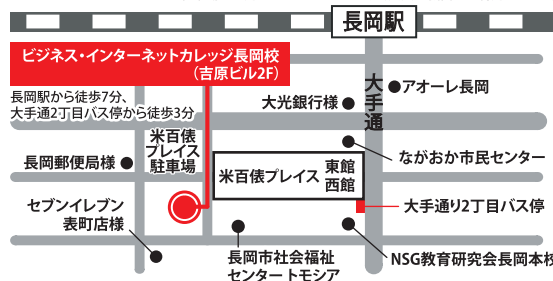 長岡駅
ビジネス・インターネットカレッジ長岡校
(吉原ビル2F)
長岡駅から徒歩7分、
大手通2丁目バス停から徒歩3分
大手通
アオーレ長岡
大光銀行様
米百俵
プレイス
駐車場
長岡郵便局様
ながおか市民センター
米百俵プレイス
東館
西館
セブンイレブン
表町店様
大手通り2丁目バス停
長岡市社会福祉
センタートモシア
NSG教育研究会長岡本校